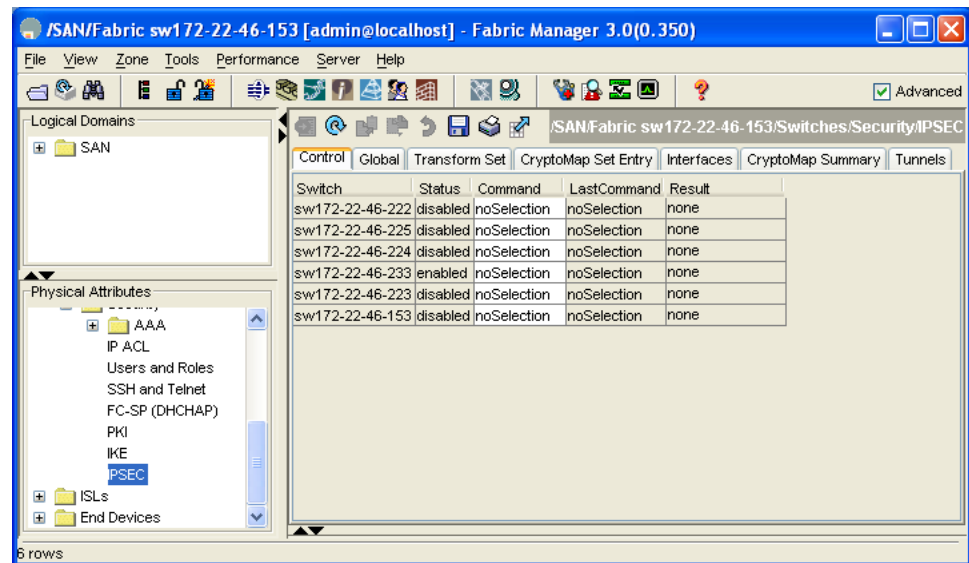 /SAN/Fabric sw172-22-46-153 [admin@localhost] - Fabric Manager 3.0(0.350)
File View Zone Tools Performance Server Help
Advanced
Logical Domains
SAN
/SAN/Fabric sw172-22-46-153/Switches/Security/IPSEC
Control Global Transform Set CryptoMap Set Entry Interfaces CryptoMap Summary Tunnels
Switch Status Command LastCommand Result
sw172-22-46-222 disabled noSelection noSelection none
sw172-22-46-225 disabled noSelection noSelection none
sw172-22-46-224 disabled noSelection noSelection none
sw172-22-46-233 enabled noSelection noSelection none
sw172-22-46-223 disabled noSelection noSelection none
sw172-22-46-153 disabled noSelection noSelection none
Physical Attributes
AAA
IP ACL
Users and Roles
SSH and Telnet
FC-SP (DHCHAP)
PKI
IKE
IPSEC
ISLs
End Devices
6 rows